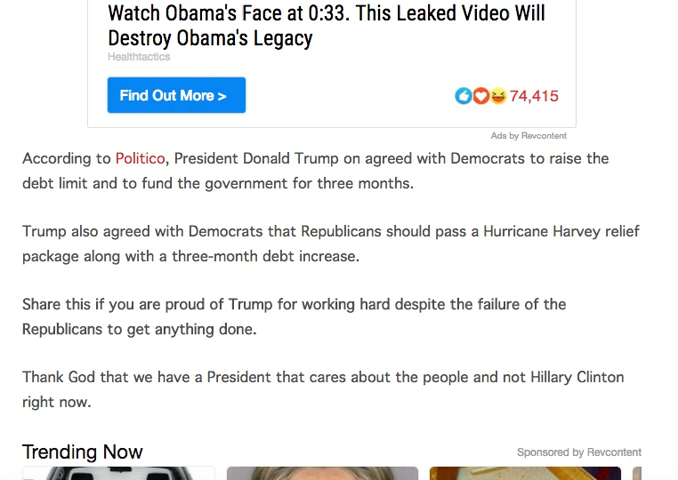 Watch Obama's Face at 0:33. This Leaked Video Will
Destroy Obama's Legacy
Healthtactics
Find Out More >
74,415
Ads by Revcontent
According to Politico, President Donald Trump on agreed with Democrats to raise the
debt limit and to fund the government for three months.
Trump also agreed with Democrats that Republicans should pass a Hurricane Harvey relief
package along with a three-month debt increase.
Share this if you are proud of Trump for working hard despite the failure of the
Republicans to get anything done.
Thank God that we have a President that cares about the people and not Hillary Clinton
right now.
Trending Now
Sponsored by Revcontent